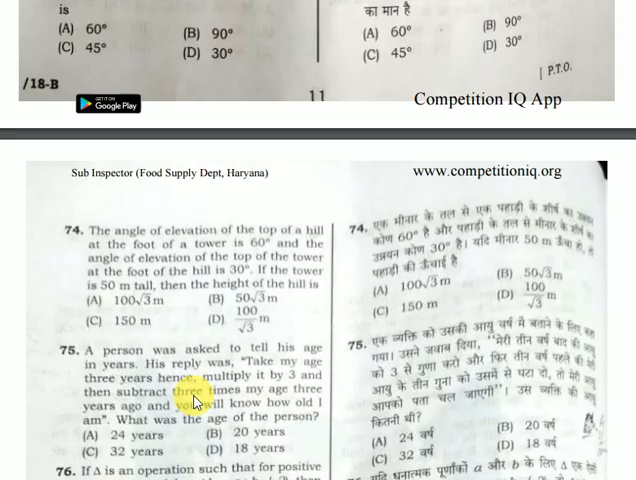 is
(A) 60° (B) 90°
(C) 45° (D) 30°
/18-B
का मान है
(A) 60° (B) 90°
(C) 45° (D) 30°
[ P.T.O.
11
GET IT ON
Google Play
Competition IQ App
Sub Inspector (Food Supply Dept, Haryana)
www.competitioniq.org
74. The angle of elevation of the top of a hill
at the foot of a tower is 60° and the
angle of elevation of the top of the tower
at the foot of the hill is 30°. If the tower
is 50 m tall, then the height of the hill is
(A) 100√3 m (B) 50√3 m
(C) 150 m (D) 100/√3 m
75. A person was asked to tell his age
in years. His reply was, "Take my age
three years hence, multiply it by 3 and
then subtract three times my age three
years ago and you will know how old I
am". What was the age of the person?
(A) 24 years (B) 20 years
(C) 32 years (D) 18 years
76. If Δ is an operation such that for positive
74. एक मीनार के तल से एक पहाड़ी के शीर्ष का उन्नयन
कोण 60° है और पहाड़ी के तल से मीनार के शीर्ष का
उन्नयन कोण 30° है। यदि मीनार 50 m ऊँचा हो, तो
पहाड़ी की ऊँचाई है
(A) 100√3 m (B) 50√3 m
(C) 150 m (D) 100/√3 m
75. एक व्यक्ति को उसकी आयु वर्ष में बताने के लिए कहा
गया। उसने जवाब दिया, "मेरी तीन वर्ष बाद की आयु
को 3 से गुणा करो और फिर तीन वर्ष पहले की मेरी
आयु के तीन गुना को उसमें से घटा दो, तो मेरी आयु
आपको पता चल जाएगी"। उस व्यक्ति की आयु
कितनी थी?
(A) 24 वर्ष (B) 20 वर्ष
(C) 32 वर्ष (D) 18 वर्ष
यदि धनात्मक पूर्णांकों a और b के लिए Δ एक